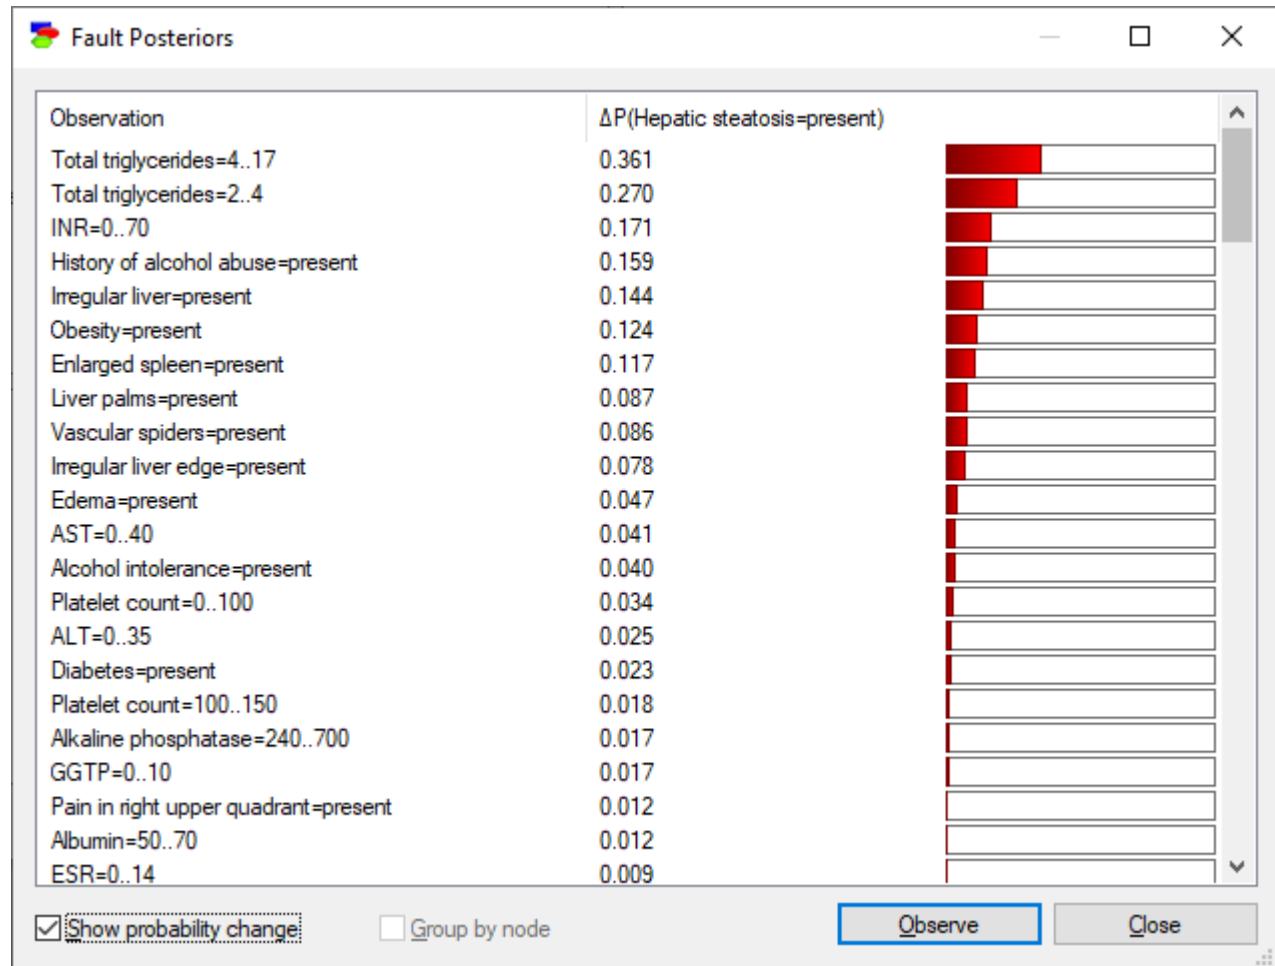 Fault Posteriors
Observation ΔP(Hepatic steatosis=present)
Total triglycerides=4..17 0.361
Total triglycerides=2..4 0.270
INR=0..70 0.171
History of alcohol abuse=present 0.159
Irregular liver=present 0.144
Obesity=present 0.124
Enlarged spleen=present 0.117
Liver palms=present 0.087
Vascular spiders=present 0.086
Irregular liver edge=present 0.078
Edema=present 0.047
AST=0..40 0.041
Alcohol intolerance=present 0.040
Platelet count=0..100 0.034
ALT=0..35 0.025
Diabetes=present 0.023
Platelet count=100..150 0.018
Alkaline phosphatase=240..700 0.017
GGTP=0..10 0.017
Pain in right upper quadrant=present 0.012
Albumin=50..70 0.012
ESR=0..14 0.009
Show probability change Group by node Observe Close